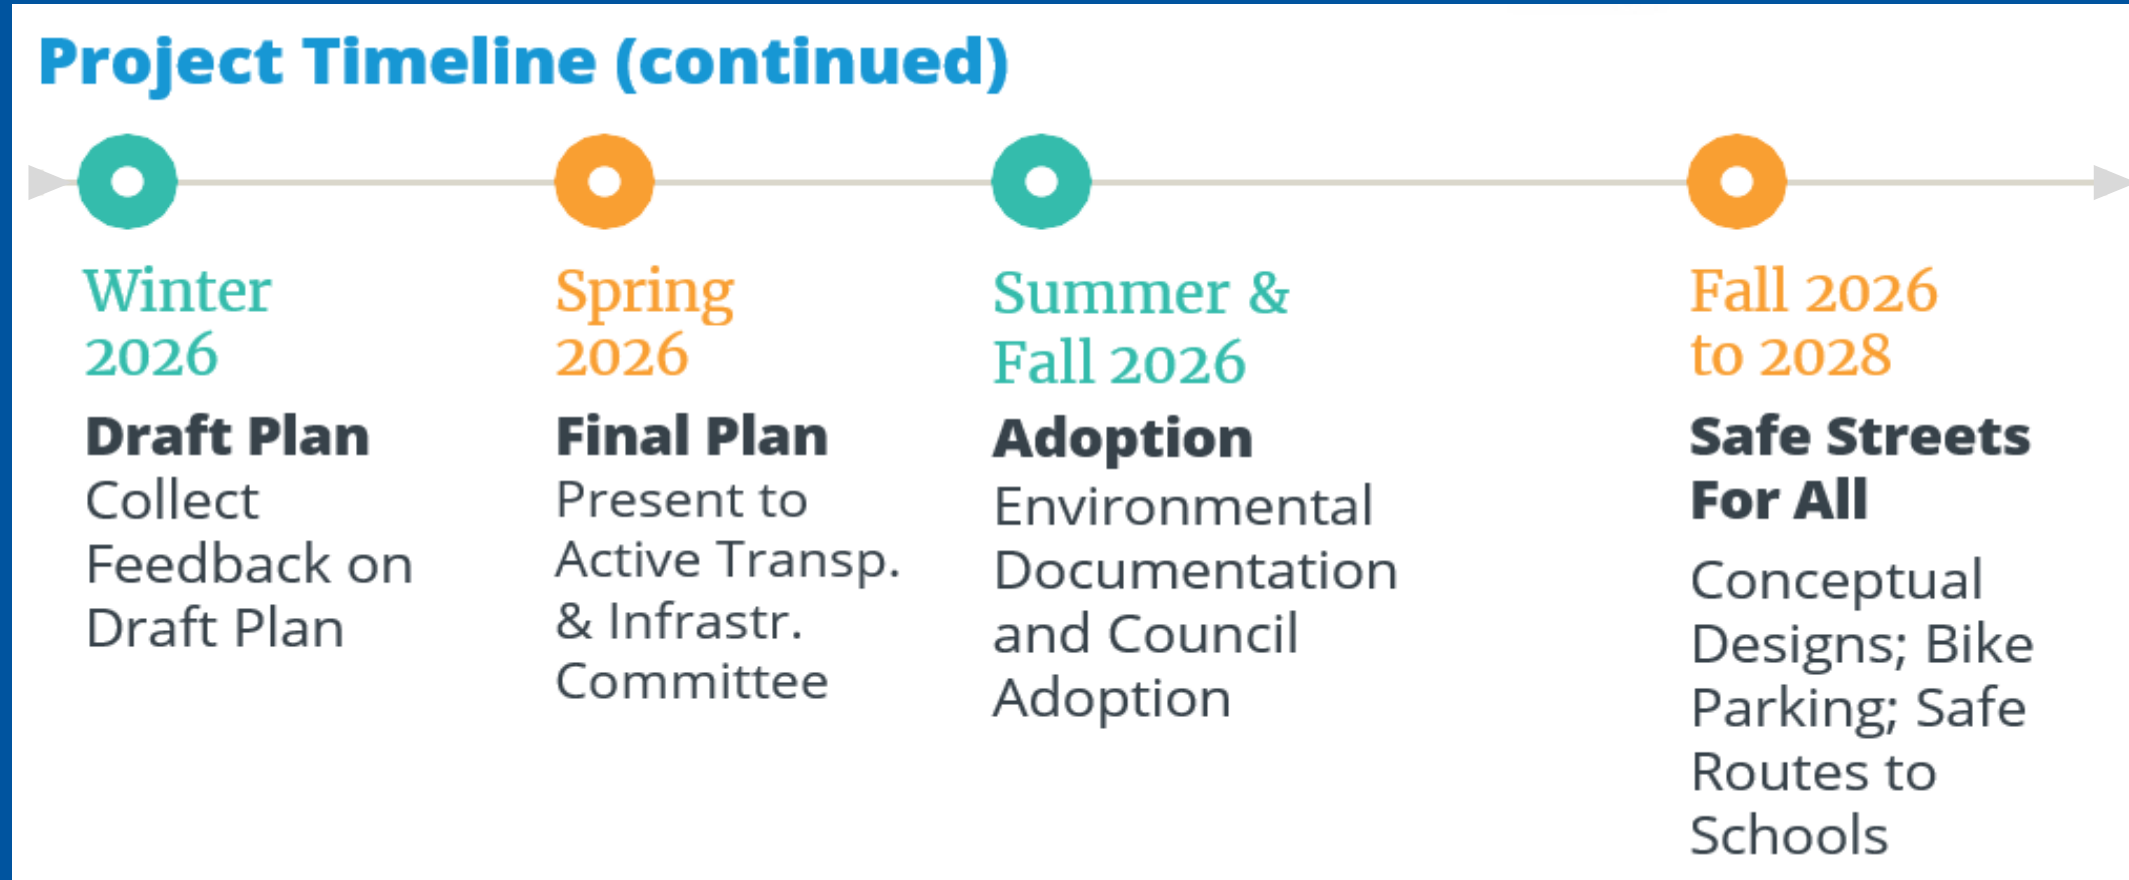 Project Timeline (continued)
Winter
2026
Draft Plan
Collect
Feedback on
Draft Plan
Spring
2026
Final Plan
Present to
Active Transp.
& Infrastr.
Committee
Summer &
Fall 2026
Adoption
Environmental
Documentation
and Council
Adoption
Fall 2026
to 2028
Safe Streets
For All
Conceptual
Designs; Bike
Parking; Safe
Routes to
Schools